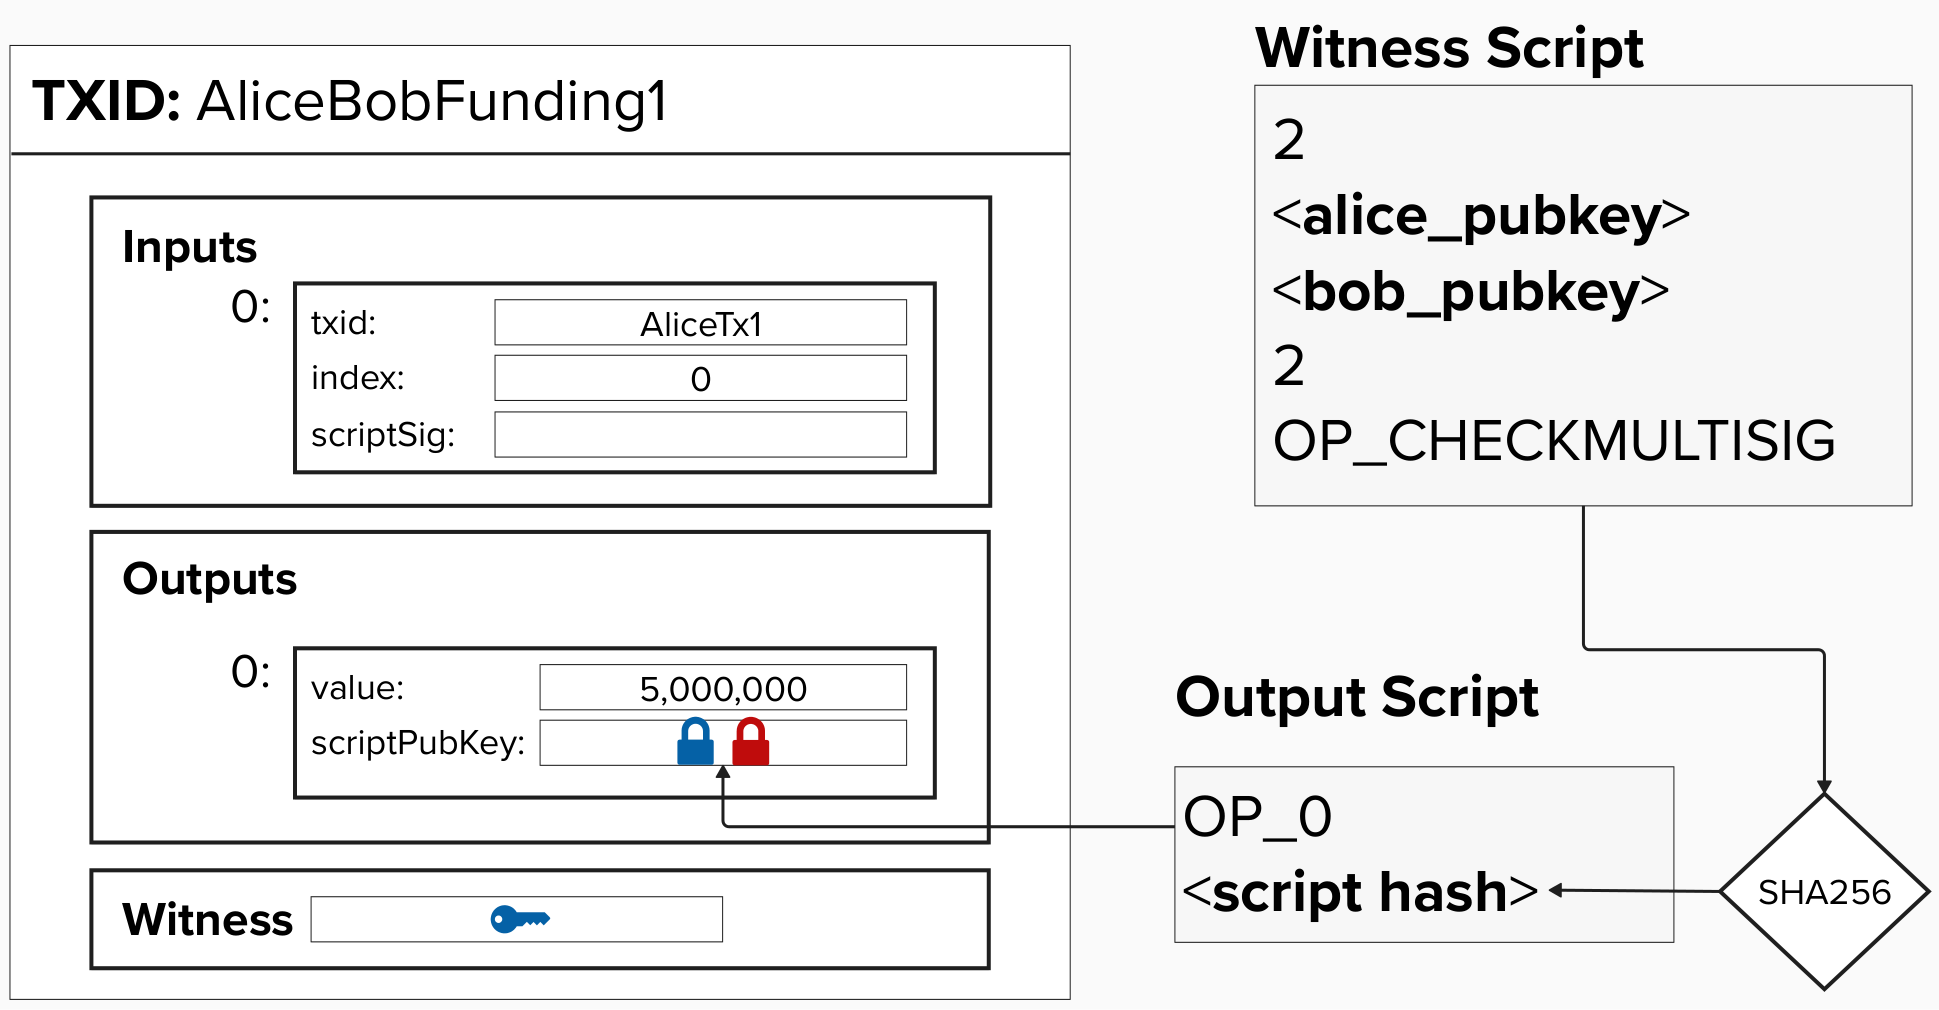 TXID: AliceBobFunding1
Inputs
0:
txid: AliceTx1
index: 0
scriptSig:
Outputs
0:
value: 5,000,000
scriptPubKey:
Witness
Witness Script
2
<alice_pubkey>
<bob_pubkey>
2
OP_CHECKMULTISIG
Output Script
OP_0
<script hash>
SHA256